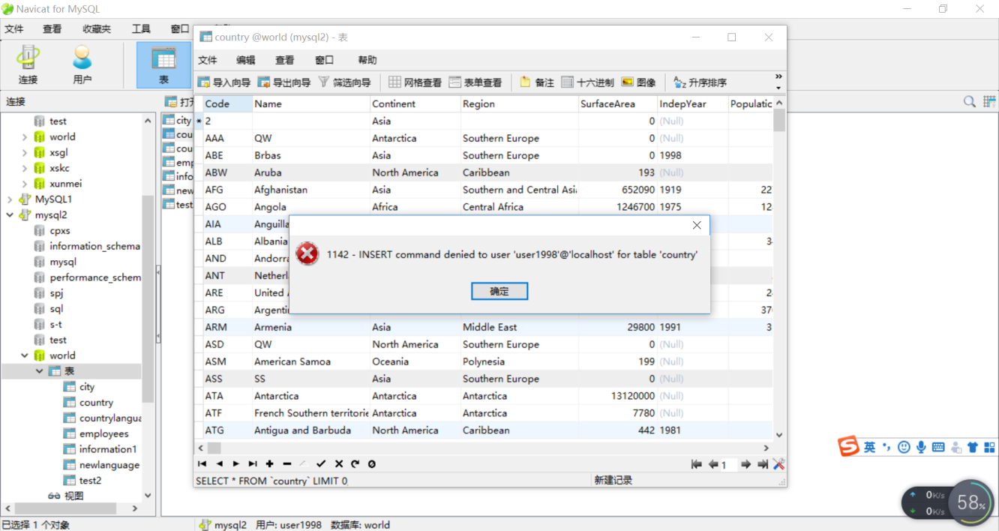 Navicat for MySQL
文件 查看 收藏夹 工具 窗口
连接 用户 表
连接
test
world
xsgl
xskc
xunmei
MySQL1
mysql2
cpxs
information_schema
mysql
performance_schem
spj
sql
s-t
test
world
表
city
country
countrylangua
employees
information1
newlanguage
test2
视图
打开
city
cou
cou
emp
info
new
test
country @world (mysql2) - 表
文件 编辑 查看 窗口 帮助
导入向导 导出向导 筛选向导 网格查看 表单查看 备注 十六进制 图像 升序排序 »
Code Name Continent Region SurfaceArea IndepYear Populatic
* 2 Asia 0 (Null)
AAA QW Antarctica Southern Europe 0 (Null)
ABE Brbas Asia Southern Europe 0 1998
ABW Aruba North America Caribbean 193 (Null)
AFG Afghanistan Asia Southern and Central Asi 652090 1919 22
AGO Angola Africa Central Africa 1246700 1975 12
AIA Anguilla
ALB Albania
AND Andorra
ANT Netherl
ARE United A
ARG Argentin 37
1142 - INSERT command denied to user 'user1998'@'localhost' for table 'country'
确定
ARM Armenia Asia Middle East 29800 1991 3
ASD QW North America Southern Europe 0 (Null)
ASM American Samoa Oceania Polynesia 199 (Null)
ASS SS Asia Southern Europe 0 (Null)
ATA Antarctica Antarctica Antarctica 13120000 (Null)
ATF French Southern territorie Antarctica Antarctica 7780 (Null)
ATG Antigua and Barbuda North America Caribbean 442 1981
1
SELECT * FROM `country` LIMIT 0,
新建记录
S 英
0K/s
0K/s
58%
已选择 1 个对象 mysql2 用户: user1998 数据库: world